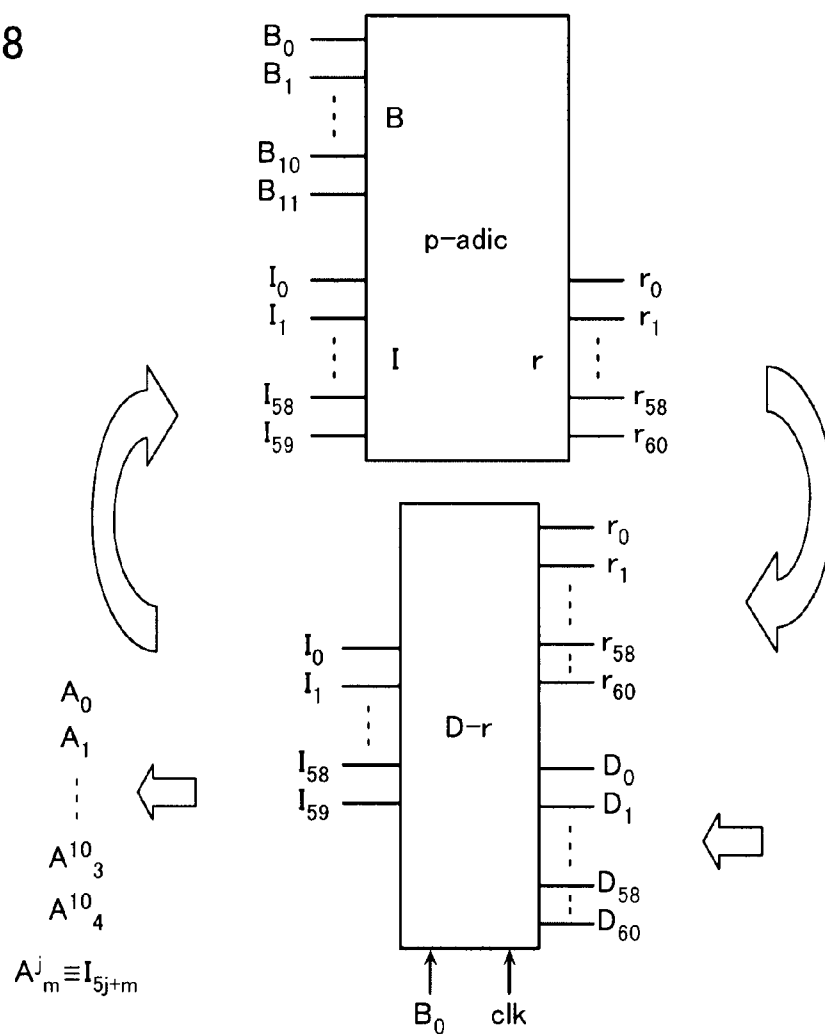 8
B₀
B₁
B
B₁₀
B₁₁
p-adic
I₀
r₀
I₁
r₁
I
r
I₅₈
r₅₈
I₅₉
r₆₀
r₀
r₁
I₀
r₅₈
I₁
r₆₀
A₀
D-r
A₁
I₅₈
D₀
I₅₉
D₁
A¹⁰₃
A¹⁰₄
D₅₈
D₆₀
Aʲₘ≡I₅ⱼ₊ₘ
B₀ clk